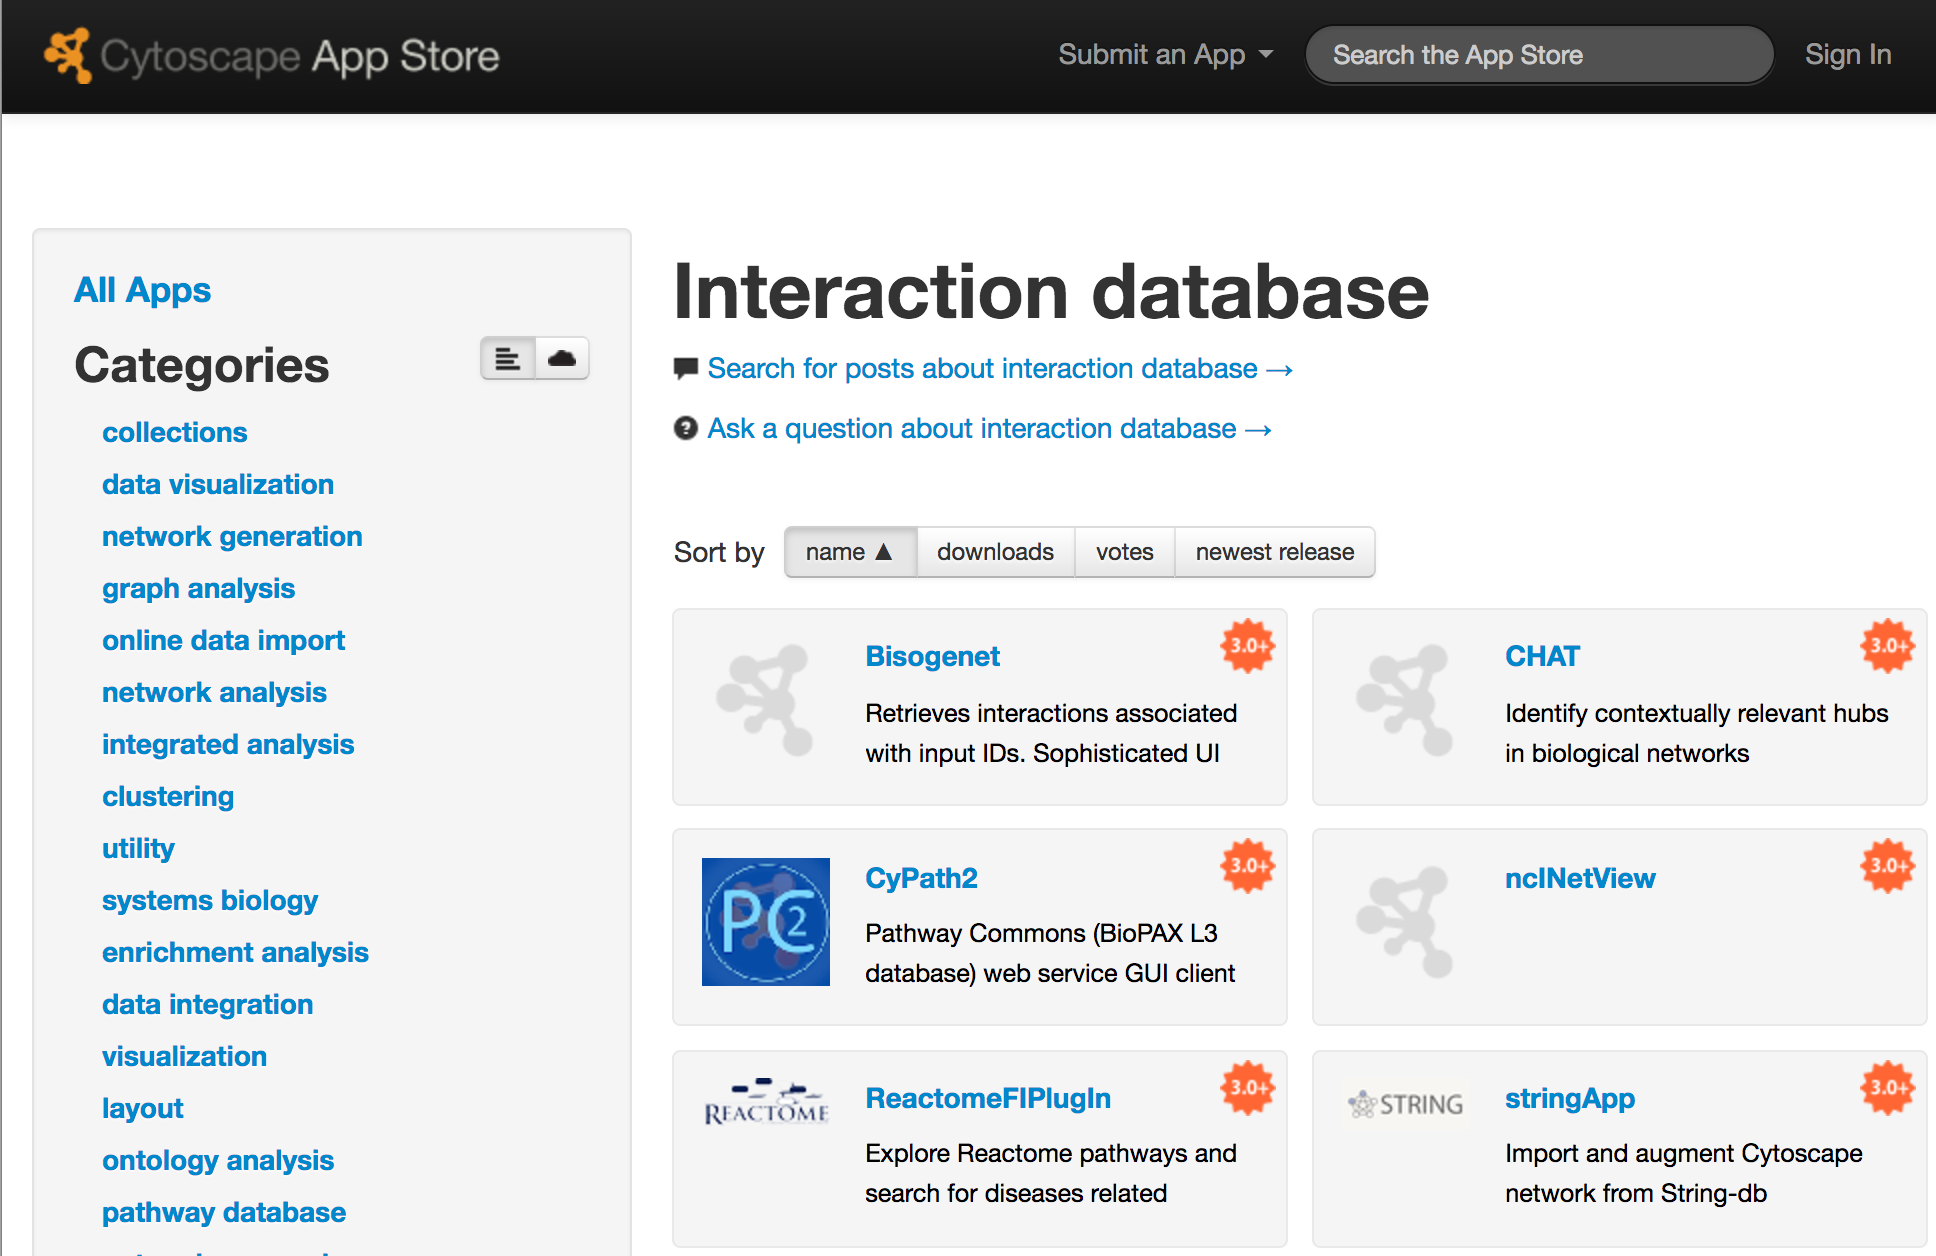 Cytoscape App Store
Submit an App
Search the App Store
Sign In
All Apps
Categories
collections
data visualization
network generation
graph analysis
online data import
network analysis
integrated analysis
clustering
utility
systems biology
enrichment analysis
data integration
visualization
layout
ontology analysis
pathway database
Interaction database
Search for posts about interaction database →
Ask a question about interaction database →
Sort by
name ▲
downloads
votes
newest release
Bisogenet
3.0+
Retrieves interactions associated
with input IDs. Sophisticated UI
CHAT
3.0+
Identify contextually relevant hubs
in biological networks
PC2
CyPath2
3.0+
Pathway Commons (BioPAX L3
database) web service GUI client
ncINetView
3.0+
REACTOME
ReactomeFIPlugIn
3.0+
Explore Reactome pathways and
search for diseases related
STRING
stringApp
3.0+
Import and augment Cytoscape
network from String-db